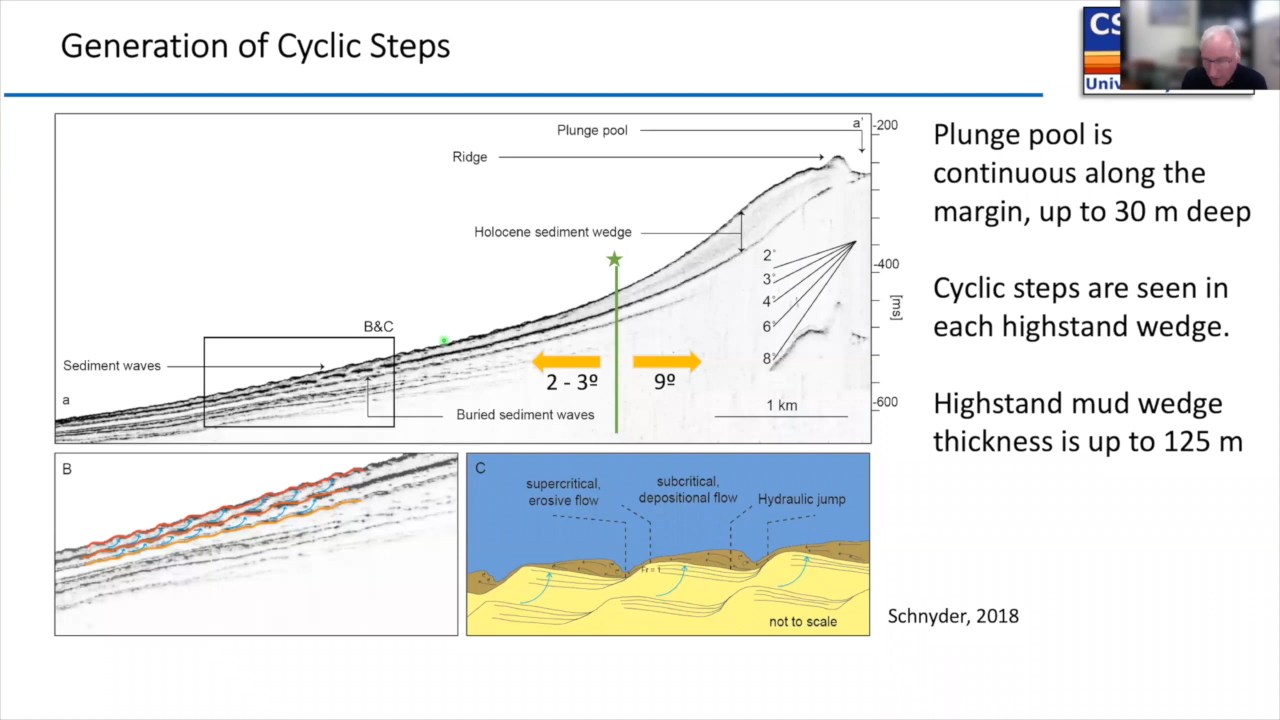 Generation of Cyclic Steps
CS
Univ
Plunge pool
a'
-200
Ridge
Holocene sediment wedge
2°
3°
4°
6°
8°
-400
[ms]
-600
B&C
Sediment waves
a
Buried sediment waves
2 - 3º
9º
1 km
Plunge pool is
continuous along the
margin, up to 30 m deep
Cyclic steps are seen in
each highstand wedge.
Highstand mud wedge
thickness is up to 125 m
B
C
supercritical,
erosive flow
subcritical,
depositional flow
Hydraulic jump
not to scale
Schnyder, 2018